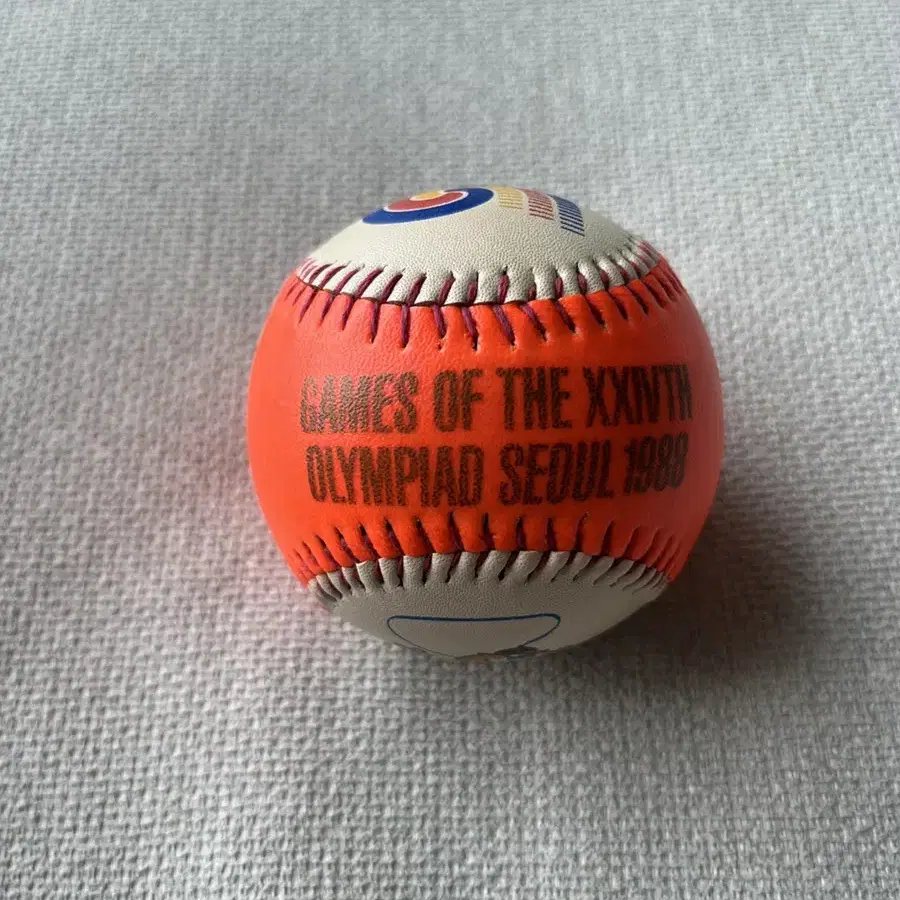 GAMES OF THE XXIVTH
OLYMPIAD SEOUL 1988